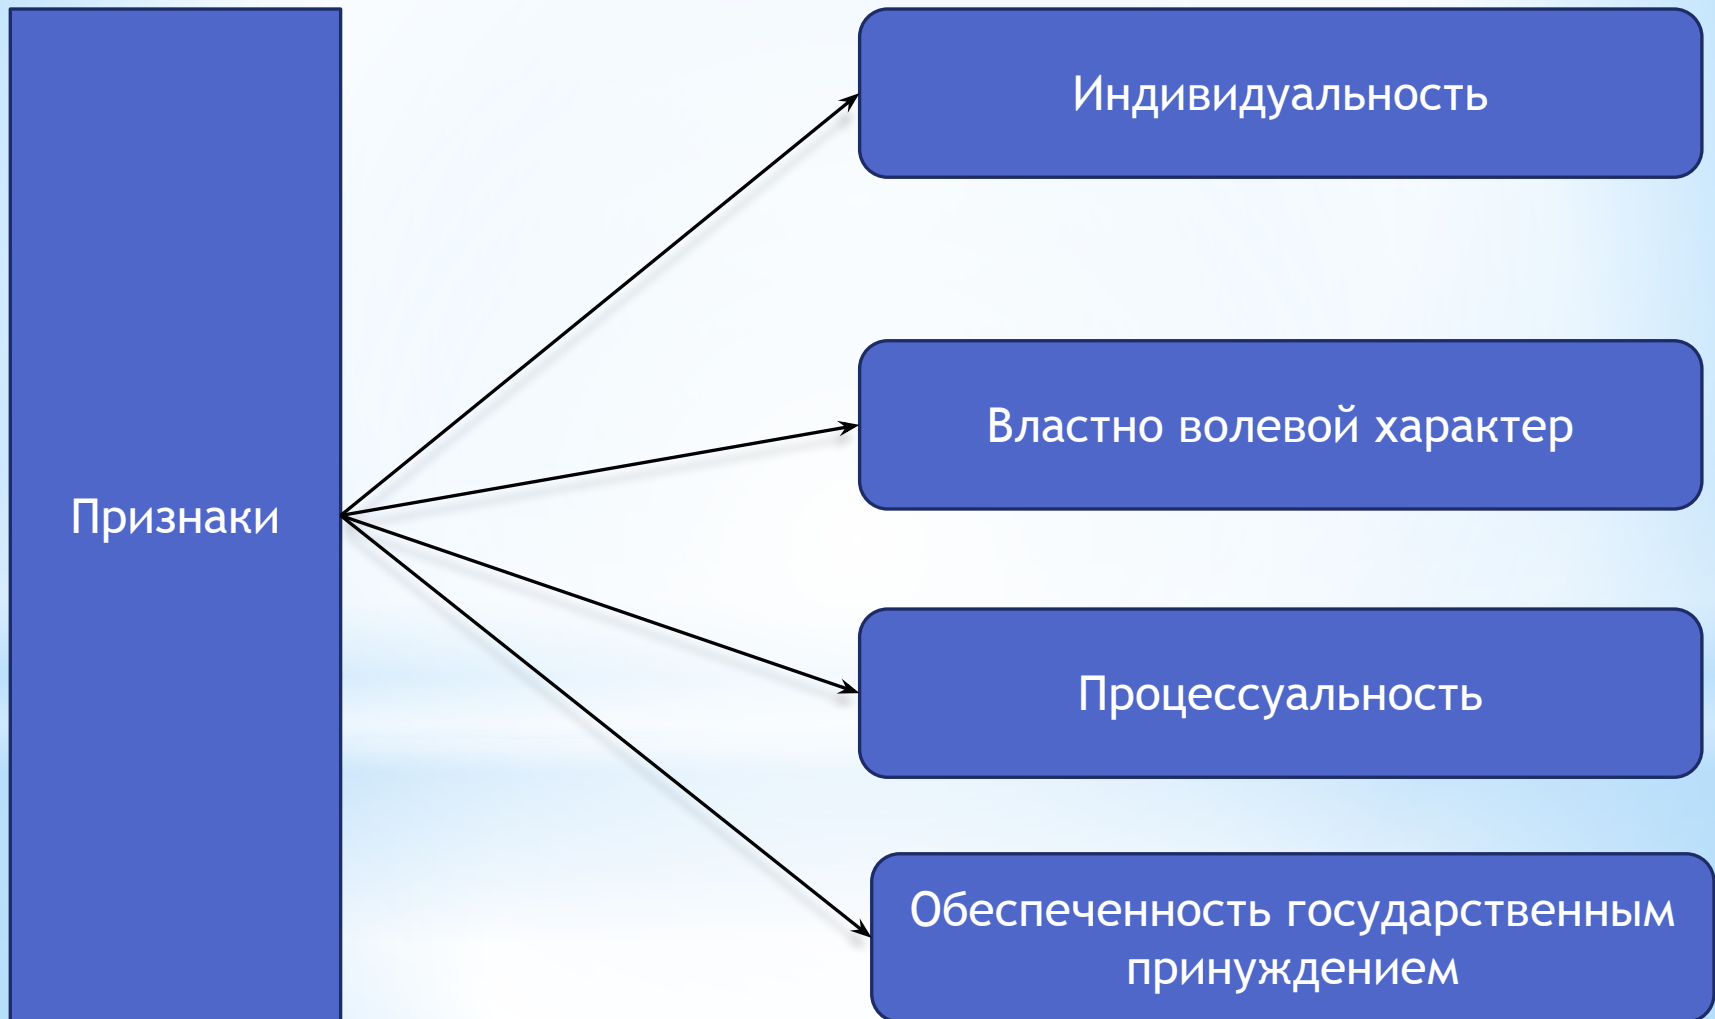 Признаки
Индивидуальность
Властно волевой характер
Процессуальность
Обеспеченность государственным
принуждением